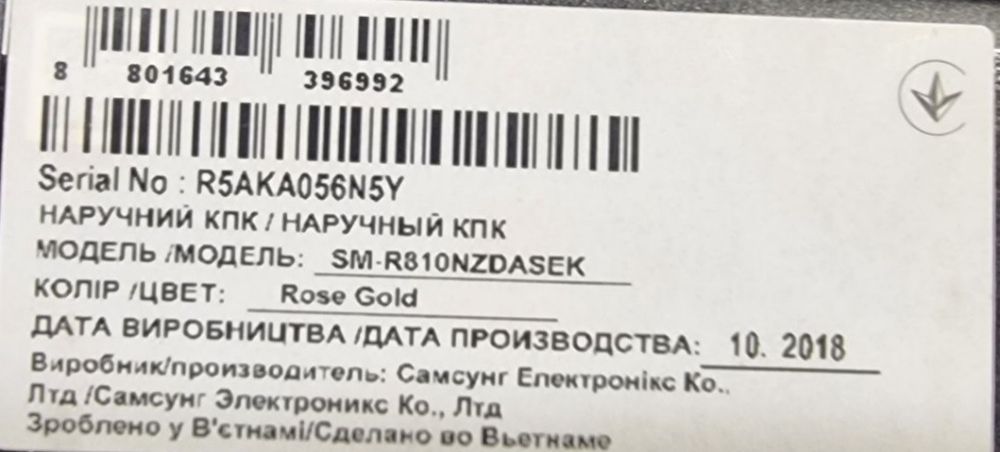 8 801643 396992
Serial No : R5AKA056N5Y
НАРУЧНИЙ КПК / НАРУЧНЫЙ КПК
МОДЕЛЬ /МОДЕЛЬ: SM-R810NZDASEK
КОЛІР /ЦВЕТ: Rose Gold
ДАТА ВИРОБНИЦТВА /ДАТА ПРОИЗВОДСТВА: 10. 2018
Виробник/производитель: Самсунг Електронікс Ко.,
Лтд /Самсунг Электроникс Ко., Лтд
Зроблено у В'єтнамі/Сделано во Вьетнаме